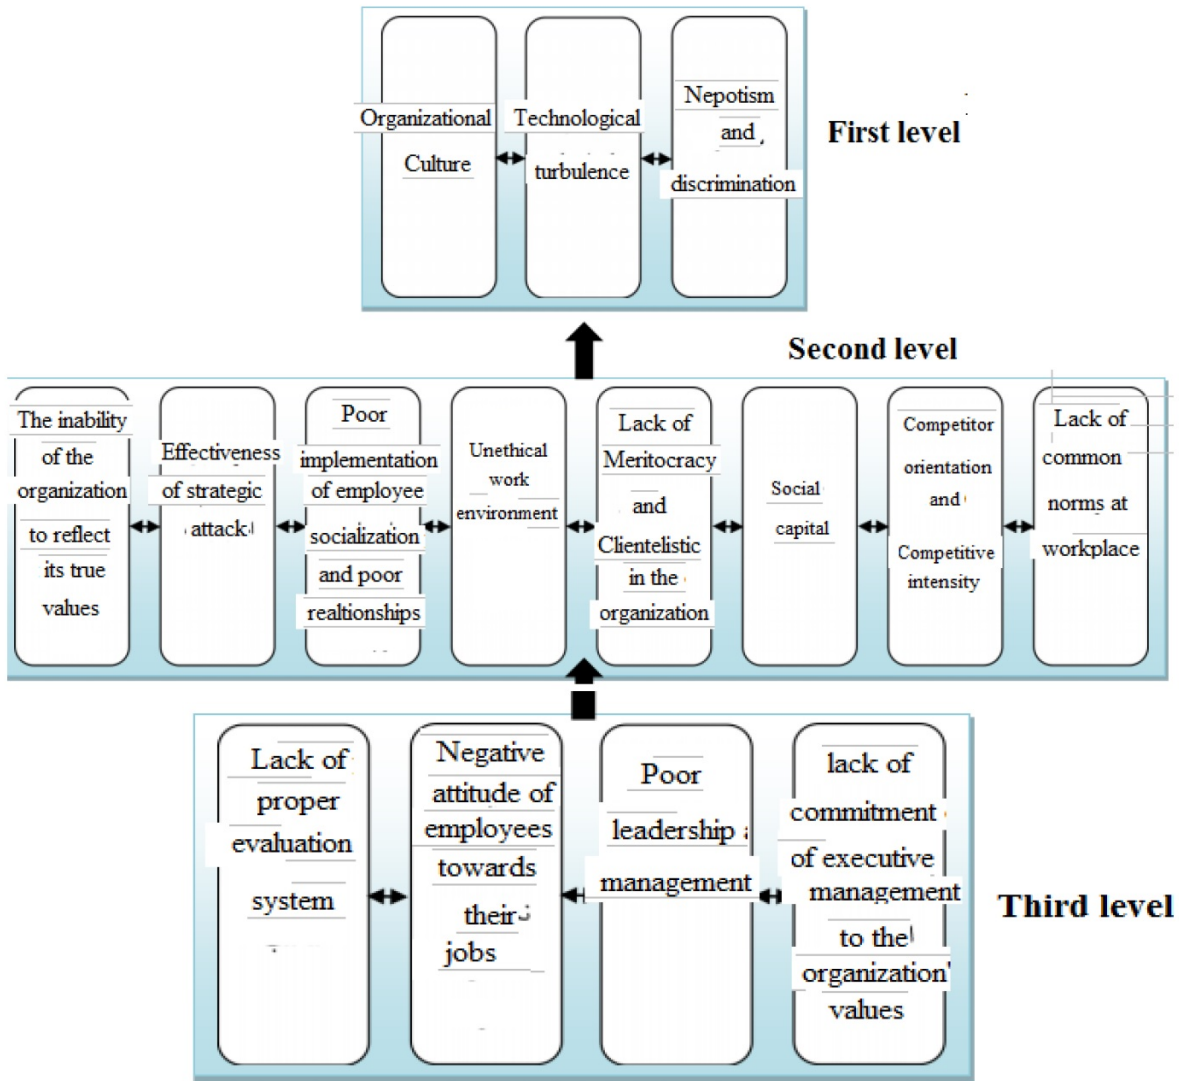 Organizational
Culture
Technological
turbulence
Nepotism
and
discrimination
First level
Second level
The inability
of the
organization
to reflect
its true
values
Effectiveness
of strategic
attack
Poor
implementation
of employee
socialization
and poor
realtionships
Unethical
work
environment
Lack of
Meritocracy
and
Clientelistic
in the
organization
Social
capital
Competitor
orientation
and
Competitive
intensity
Lack of
common
norms at
workplace
Lack of
proper
evaluation
system
Negative
attitude of
employees
towards
their
jobs
Poor
leadership
management
lack of
commitment
of executive
management
to the
organization'
values
Third level